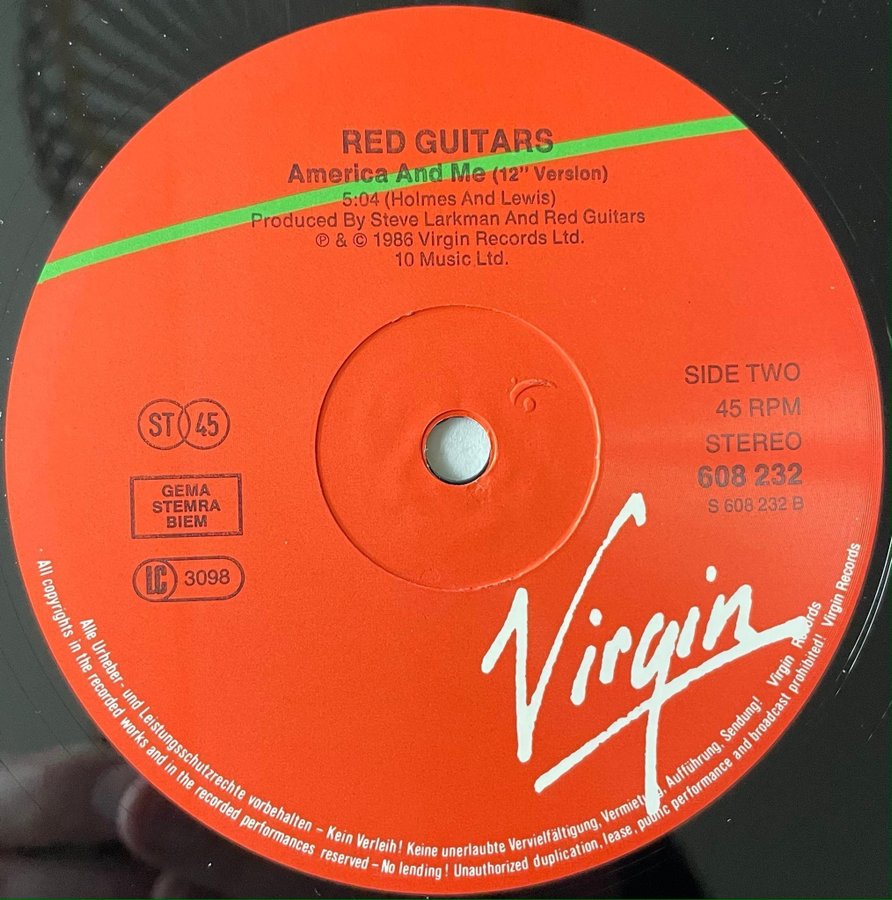 RED GUITARS
America And Me (12" Version)
5:04 (Holmes And Lewis)
Produced By Steve Larkman And Red Guitars
℗ & © 1986 Virgin Records Ltd.
10 Music Ltd.
SIDE TWO
45 RPM
STEREO
608 232
S 608 232 B
ST 45
GEMA
STEMRA
BIEM
LC 3098
Virgin
Alle Urheber- und Leistungsschutzrechte vorbehalten – Kein Verleih! Keine unerlaubte Vervielfältigung, Vermietung, Aufführung, Sendung! Virgin Records
All copyrights in the recorded works and in the recorded performances reserved – No lending! Unauthorized duplication, lease, public performance and broadcast prohibited! Virgin Records